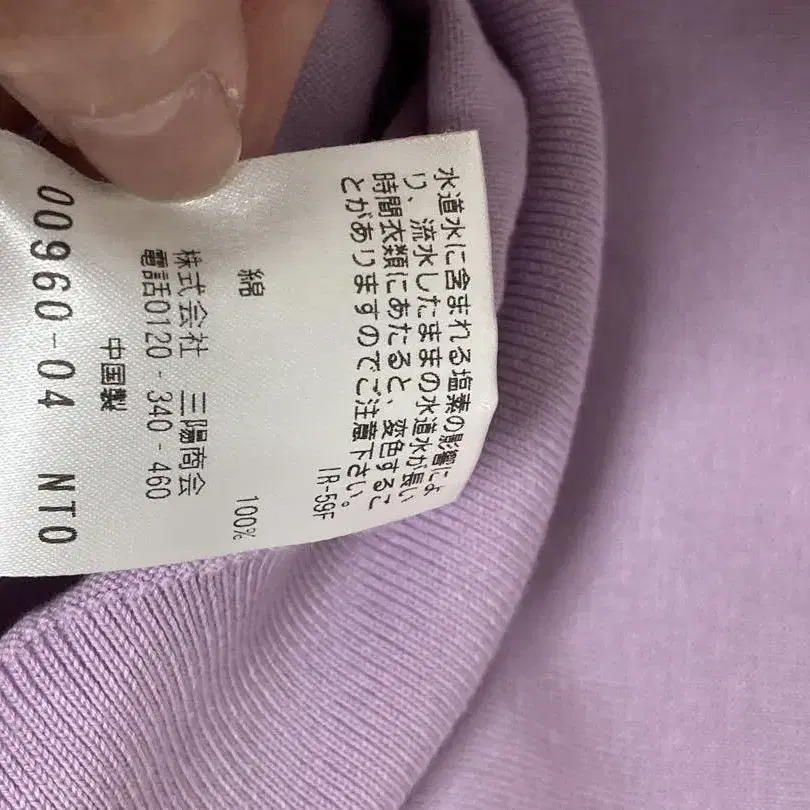 水道水に含まれる塩素の影響によ
り、流水したままの水道水が長い
時間衣類にあたると、変色するこ
とがありますのでご注意下さい。
IR-59F
綿 100%
株式会社 三陽商会
電話0120-340-460
中国製
00960-04 NT0